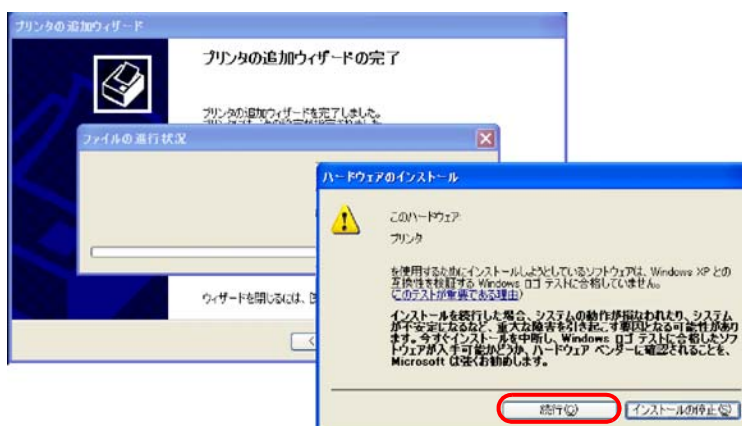 プリンタの追加ウィザード
プリンタの追加ウィザードの完了
プリンタの追加ウィザードを完了しました。
ファイルの進行状況
ウィザードを閉じるには、
ハードウェアのインストール
このハードウェア:
プリンタ
を使用するためにインストールしようとしているソフトウェアは、Windows XP との
互換性を検証する Windows ロゴ テストに合格していません。
(このテストが重要である理由)
インストールを続行した場合、システムの動作が損なわれたり、システム
が不安定になるなど、重大な障害を引き起こす要因となる可能性があり
ます。今すぐインストールを中断し、Windows ロゴ テストに合格したソフ
トウェアが入手可能かどうか、ハードウェア ベンダーに確認されることを、
Microsoft は強くお勧めします。
続行(C)
インストールの停止(S)